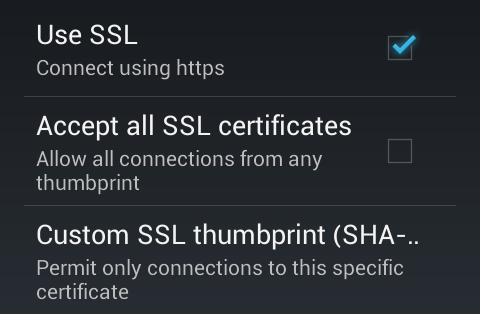 Use SSL
Connect using https
Accept all SSL certificates
Allow all connections from any
thumbprint
Custom SSL thumbprint (SHA-..
Permit only connections to this specific
certificate